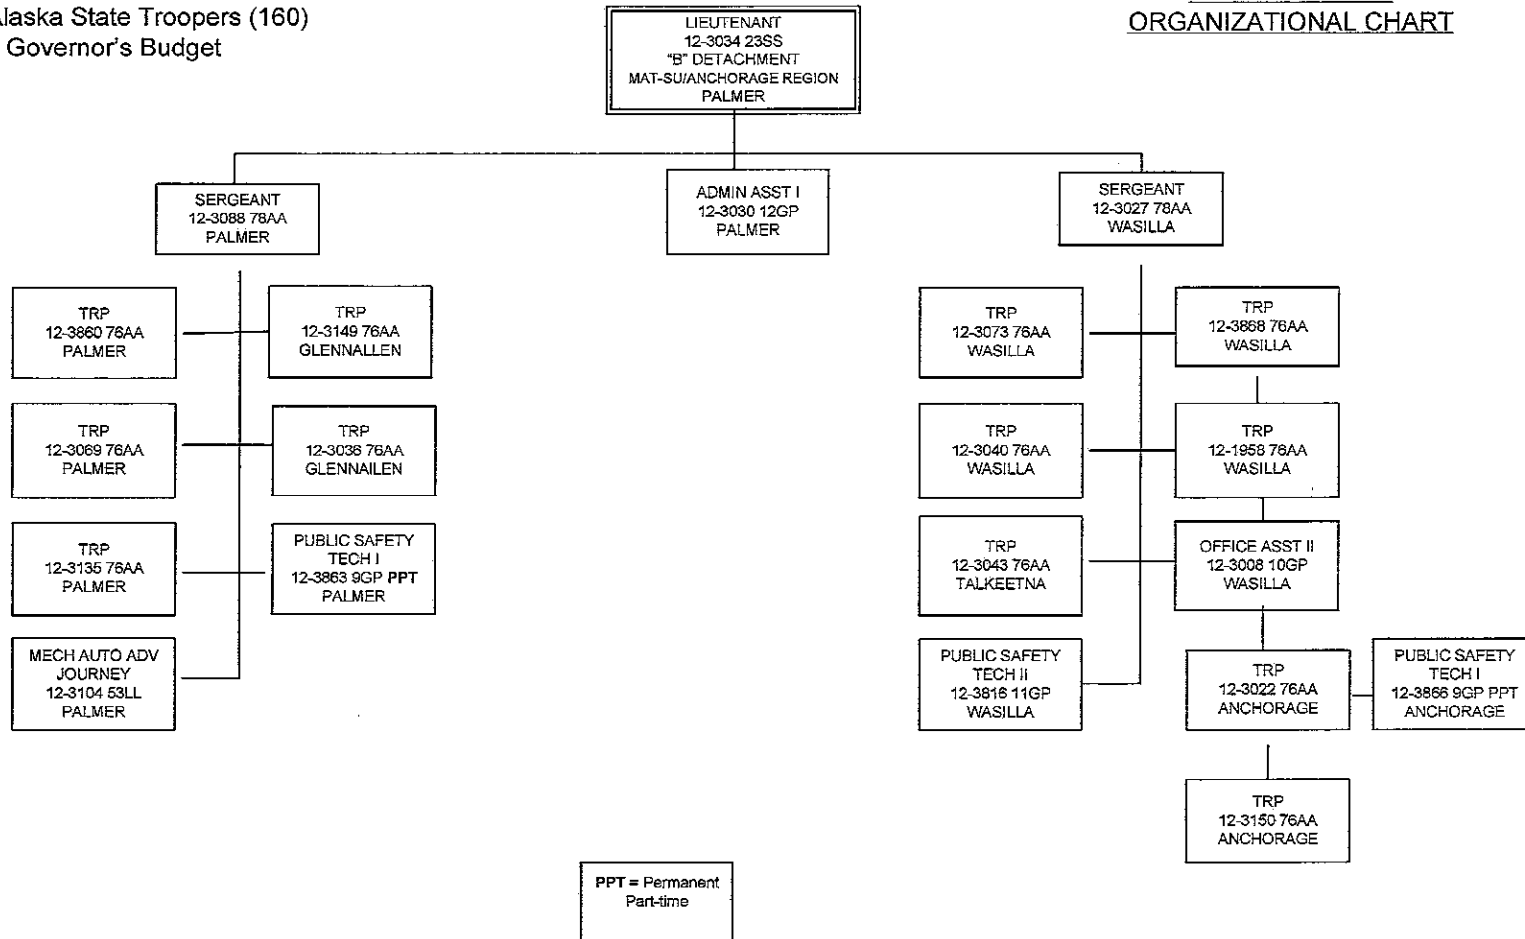 Alaska State Troopers (160)
Governor's Budget
ORGANIZATIONAL CHART
LIEUTENANT
12-3034 23SS
"B" DETACHMENT
MAT-SU/ANCHORAGE REGION
PALMER
SERGEANT
12-3088 78AA
PALMER
ADMIN ASST I
12-3030 12GP
PALMER
SERGEANT
12-3027 78AA
WASILLA
TRP
12-3860 76AA
PALMER
TRP
12-3149 76AA
GLENNALLEN
TRP
12-3073 76AA
WASILLA
TRP
12-3868 76AA
WASILLA
TRP
12-3069 76AA
PALMER
TRP
12-3036 76AA
GLENNAILEN
TRP
12-3040 76AA
WASILLA
TRP
12-1958 76AA
WASILLA
TRP
12-3135 76AA
PALMER
PUBLIC SAFETY
TECH I
12-3863 9GP PPT
PALMER
TRP
12-3043 76AA
TALKEETNA
OFFICE ASST II
12-3008 10GP
WASILLA
MECH AUTO ADV
JOURNEY
12-3104 53LL
PALMER
PUBLIC SAFETY
TECH II
12-3816 11GP
WASILLA
TRP
12-3022 76AA
ANCHORAGE
PUBLIC SAFETY
TECH I
12-3866 9GP PPT
ANCHORAGE
TRP
12-3150 76AA
ANCHORAGE
PPT = Permanent
Part-time